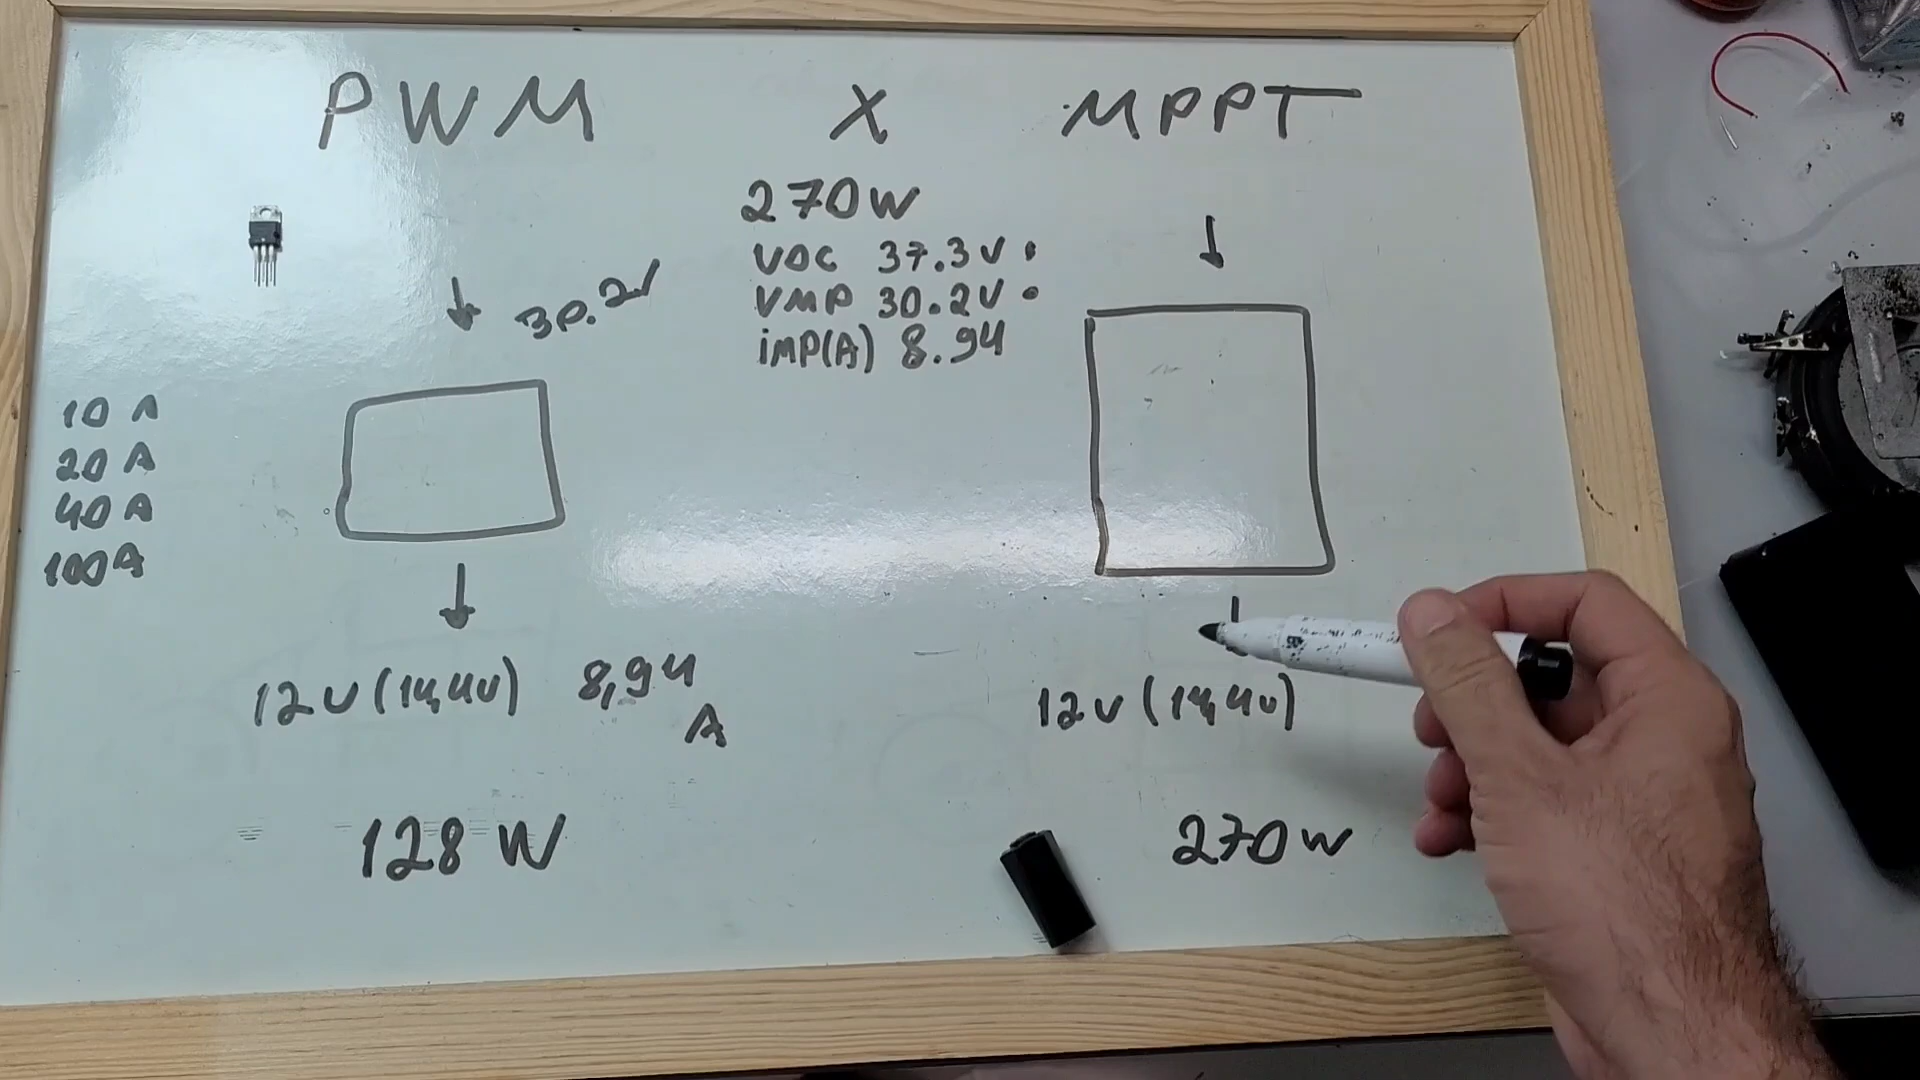 PWM X MPPT
270W
VOC 37.3V
VMP 30.2V
iMP(A) 8.94
30.2V
10 A
20 A
40 A
100A
12V (14,4V) 8,94 A
12V (14,4V)
128 W
270W